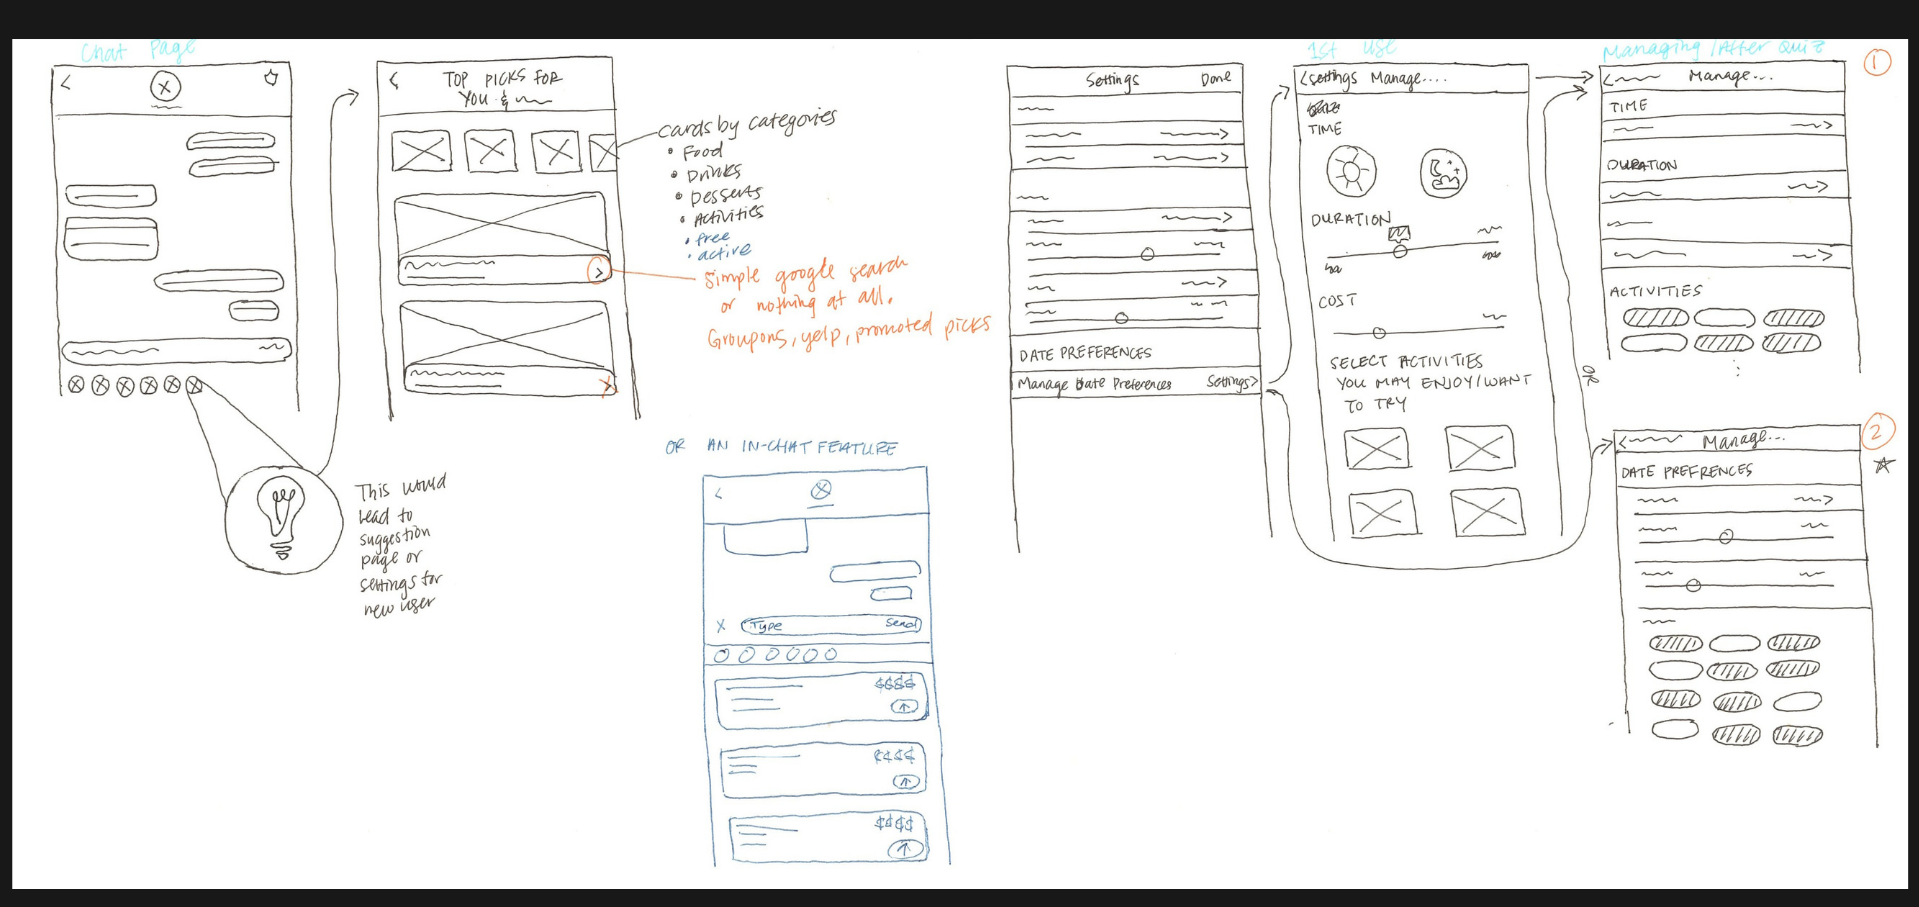 Chat Page
TOP PICKS FOR
YOU &
Cards by categories
• Food
• Drinks
• Desserts
• Activities
• free
• active
Simple google search
or nothing at all.
Groupons, yelp, promoted picks
This would
lead to
suggestion
page or
settings for
new user
OR AN IN-CHAT FEATURE
Type Send
$$$$
$$$$
$$$$
Settings Done
DATE PREFERENCES
Manage Date Preferences Settings>
1st use
<Settings Manage....
TIME
DURATION
COST
SELECT ACTIVITIES
YOU MAY ENJOY/WANT
TO TRY
OR
Managing/After Quiz
1
Manage...
TIME
DURATION
ACTIVITIES
2
Manage...
DATE PREFRENCES